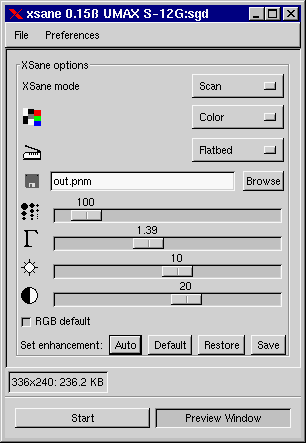 xsane 0.15ß UMAX S-12G:sgd
File Preferences
XSane options
XSane mode Scan
Color
Flatbed
out.pnm Browse
100
1.39
10
20
RGB default
Set enhancement: Auto Default Restore Save
336x240: 236.2 KB
Start Preview Window